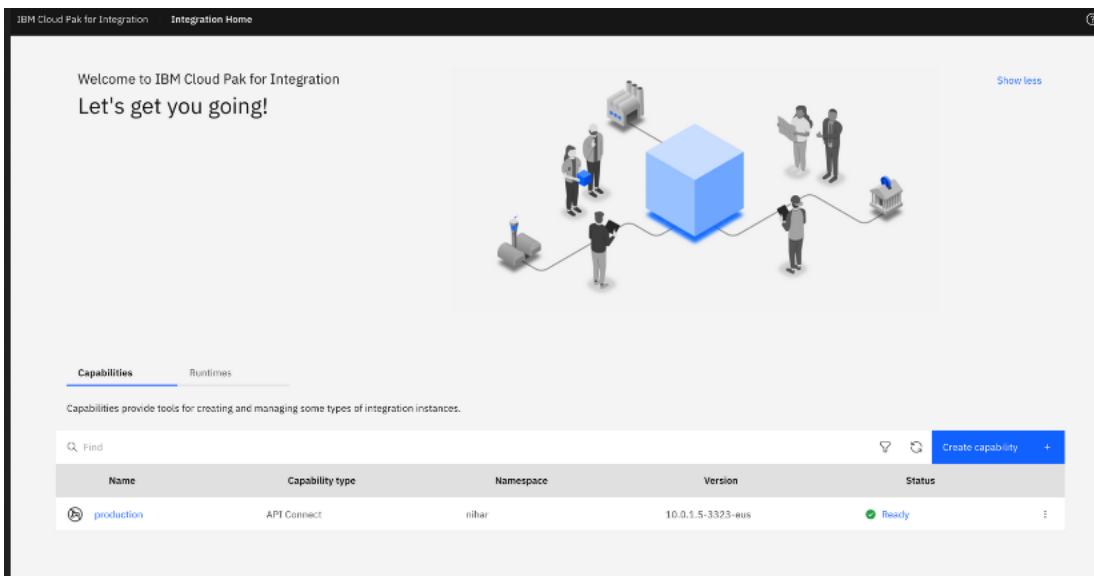 IBM Cloud Pak for Integration Integration Home
Welcome to IBM Cloud Pak for Integration
Show less
Let's get you going!
Capabilities Runtimes
Capabilities provide tools for creating and managing some types of integration instances.
Find Create capability +
Name Capability type Namespace Version Status
production API Connect nihar 10.0.1.5-3323-eus Ready